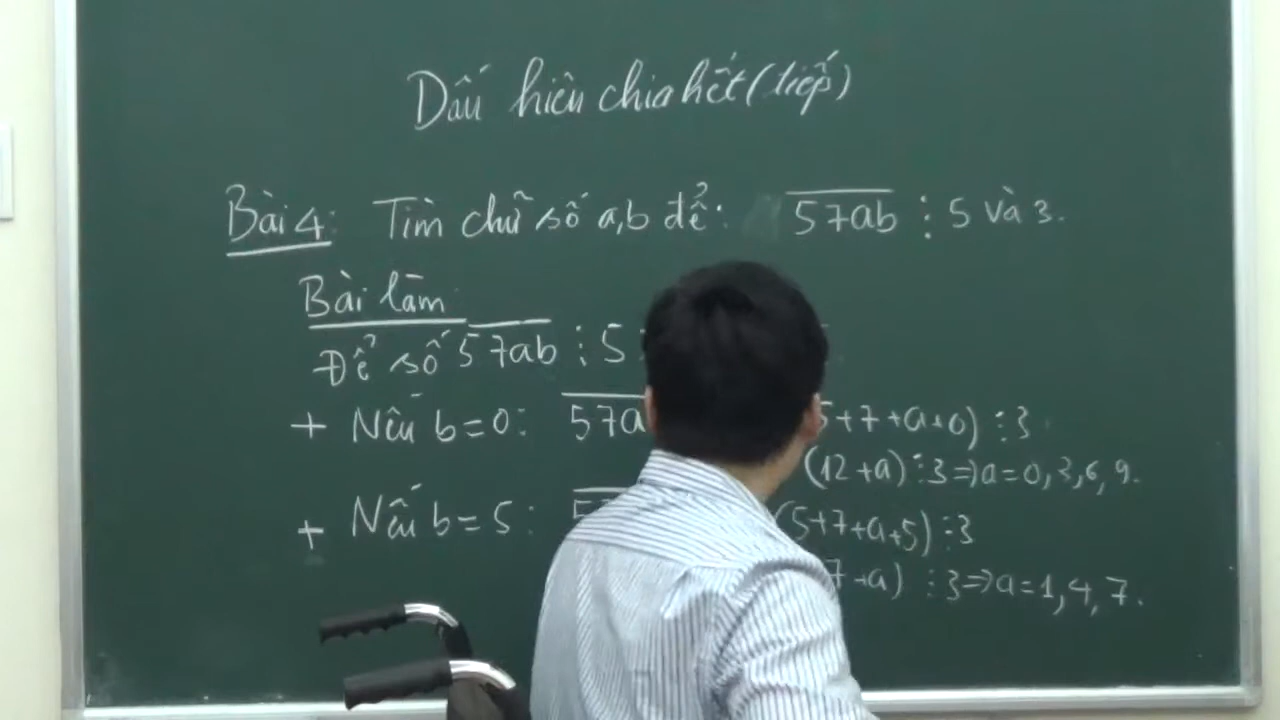 Dấu hiệu chia hết (tiếp)
Bài 4: Tìm chữ số a,b để: 57ab ⋮ 5 và 3.
Bài làm
Để số 57ab ⋮ 5
+ Nếu b=0: 57a 5+7+a+0) ⋮ 3
(12+a) ⋮ 3 => a=0,3,6,9.
+ Nếu b=5: 5 (5+7+a+5) ⋮ 3
7+a) ⋮ 3 => a=1,4,7.